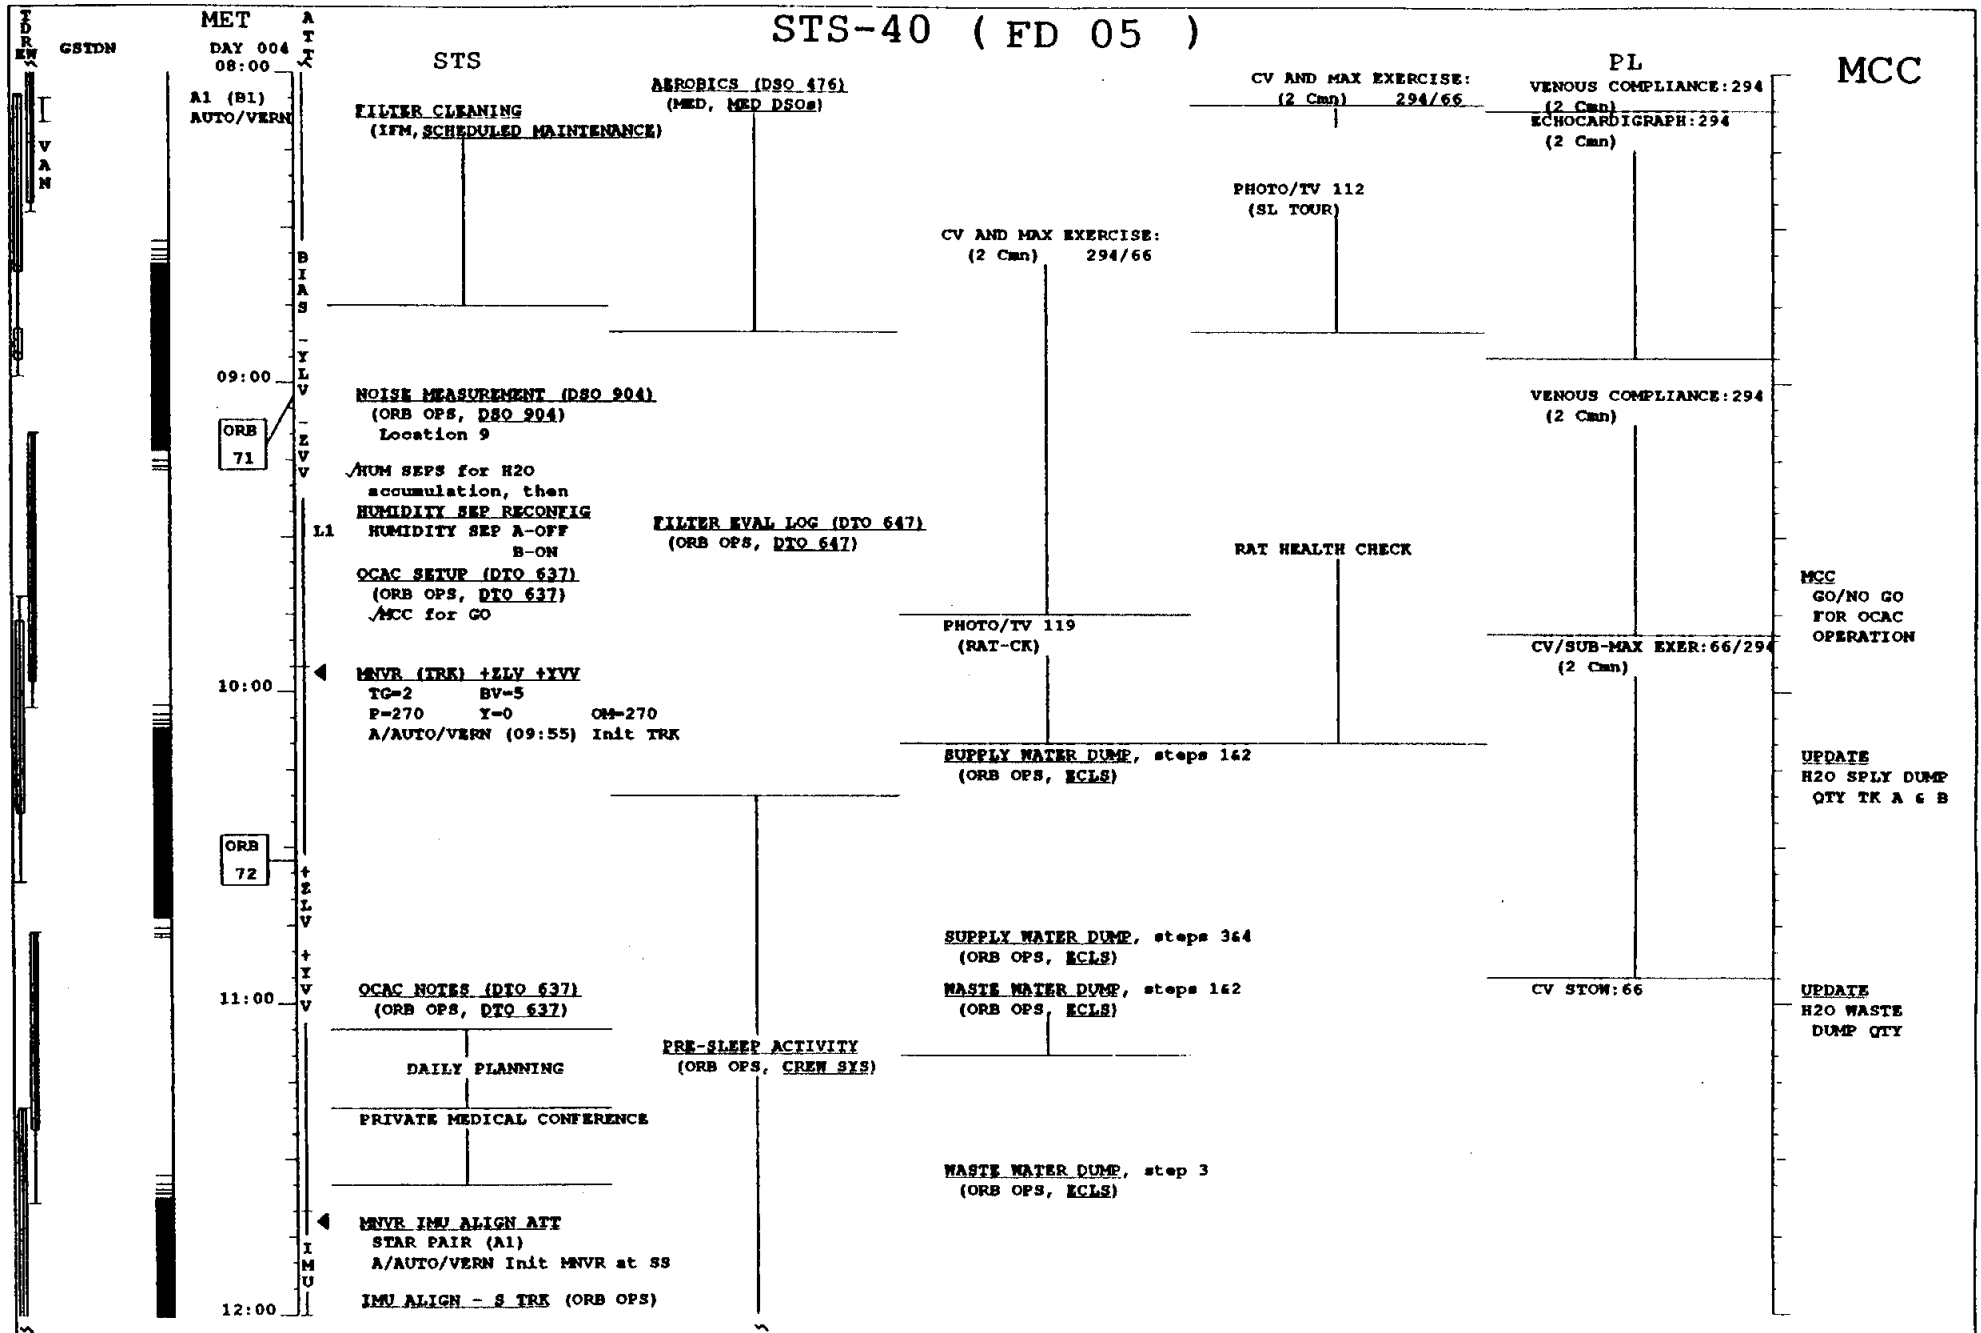 STS-40 ( FD 05 )
TDRS
E W
GSTDN
MET
DAY 004
ATT
STS
PL
MCC
08:00
A1 (B1)
AUTO/VERN
VAN
BIAS -YLV -ZVV
09:00
ORB
71
L1
10:00
ORB
72
+ZLV +YVV
11:00
IMU
12:00
FILTER CLEANING
(IFM, SCHEDULED MAINTENANCE)
NOISE MEASUREMENT (DSO 904)
(ORB OPS, DSO 904)
Location 9
√HUM SEPS for H2O
accumulation, then
HUMIDITY SEP RECONFIG
HUMIDITY SEP A-OFF
B-ON
OCAC SETUP (DTO 637)
(ORB OPS, DTO 637)
√MCC for GO
MNVR (TRK) +ZLV +YVV
TG=2 BV=5
P=270 Y=0 OM=270
A/AUTO/VERN (09:55) Init TRK
OCAC NOTES (DTO 637)
(ORB OPS, DTO 637)
DAILY PLANNING
PRIVATE MEDICAL CONFERENCE
MNVR IMU ALIGN ATT
STAR PAIR (A1)
A/AUTO/VERN Init MNVR at SS
IMU ALIGN - S TRK (ORB OPS)
AEROBICS (DSO 476)
(MED, MED DSOs)
FILTER EVAL LOG (DTO 647)
(ORB OPS, DTO 647)
PRE-SLEEP ACTIVITY
(ORB OPS, CREW SYS)
CV AND MAX EXERCISE:
(2 Cmn) 294/66
PHOTO/TV 119
(RAT-CK)
SUPPLY WATER DUMP, steps 1&2
(ORB OPS, ECLS)
SUPPLY WATER DUMP, steps 3&4
(ORB OPS, ECLS)
WASTE WATER DUMP, steps 1&2
(ORB OPS, ECLS)
WASTE WATER DUMP, step 3
(ORB OPS, ECLS)
CV AND MAX EXERCISE:
(2 Cmn) 294/66
PHOTO/TV 112
(SL TOUR)
RAT HEALTH CHECK
VENOUS COMPLIANCE:294
(2 Cmn)
ECHOCARDIGRAPH:294
(2 Cmn)
VENOUS COMPLIANCE:294
(2 Cmn)
CV/SUB-MAX EXER:66/294
(2 Cmn)
CV STOW:66
MCC
GO/NO GO
FOR OCAC
OPERATION
UPDATE
H2O SPLY DUMP
QTY TK A & B
UPDATE
H2O WASTE
DUMP QTY